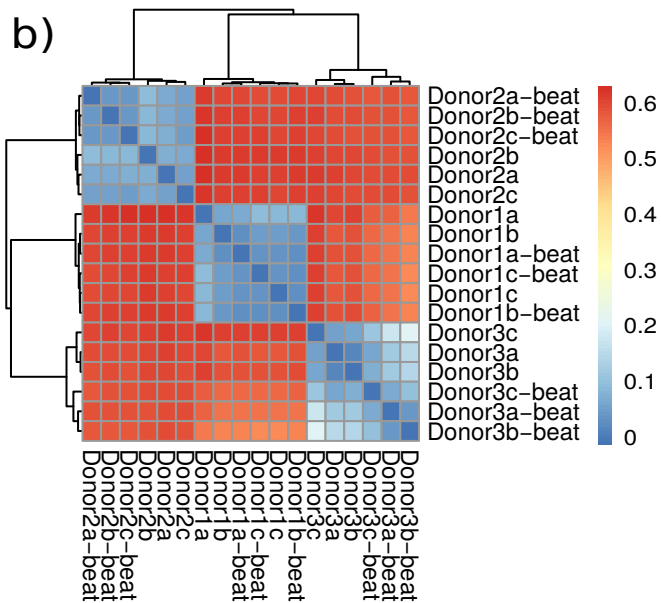 b)
Donor2a-beat
Donor2b-beat
Donor2c-beat
Donor2b
Donor2a
Donor2c
Donor1a
Donor1b
Donor1a-beat
Donor1c-beat
Donor1c
Donor1b-beat
Donor3c
Donor3a
Donor3b
Donor3c-beat
Donor3a-beat
Donor3b-beat
0.6
0.5
0.4
0.3
0.2
0.1
0
Donor2a-beat
Donor2b-beat
Donor2c-beat
Donor2b
Donor2a
Donor2c
Donor1a
Donor1b
Donor1a-beat
Donor1c-beat
Donor1c
Donor1b-beat
Donor3c
Donor3a
Donor3b
Donor3c-beat
Donor3a-beat
Donor3b-beat